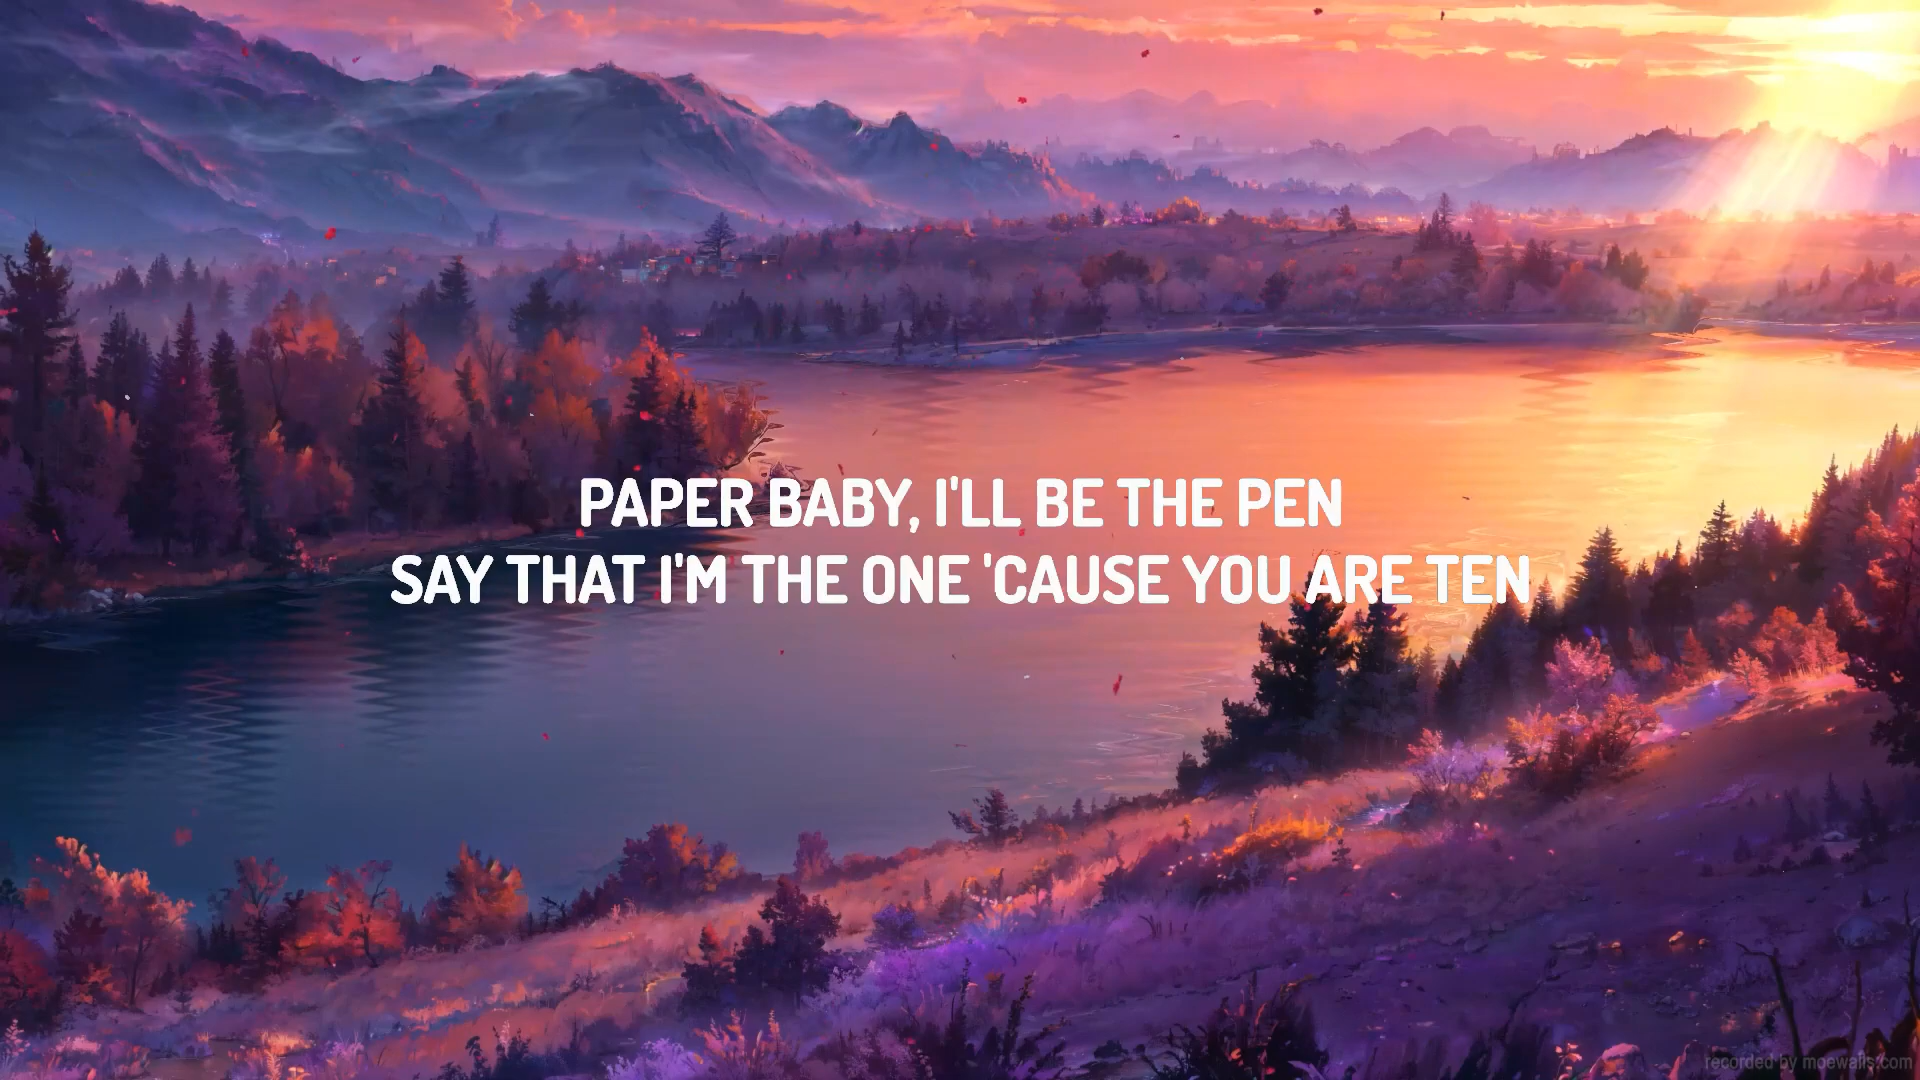 PAPER BABY, I'LL BE THE PEN
SAY THAT I'M THE ONE 'CAUSE YOU ARE TEN
recorded by moewalls.com